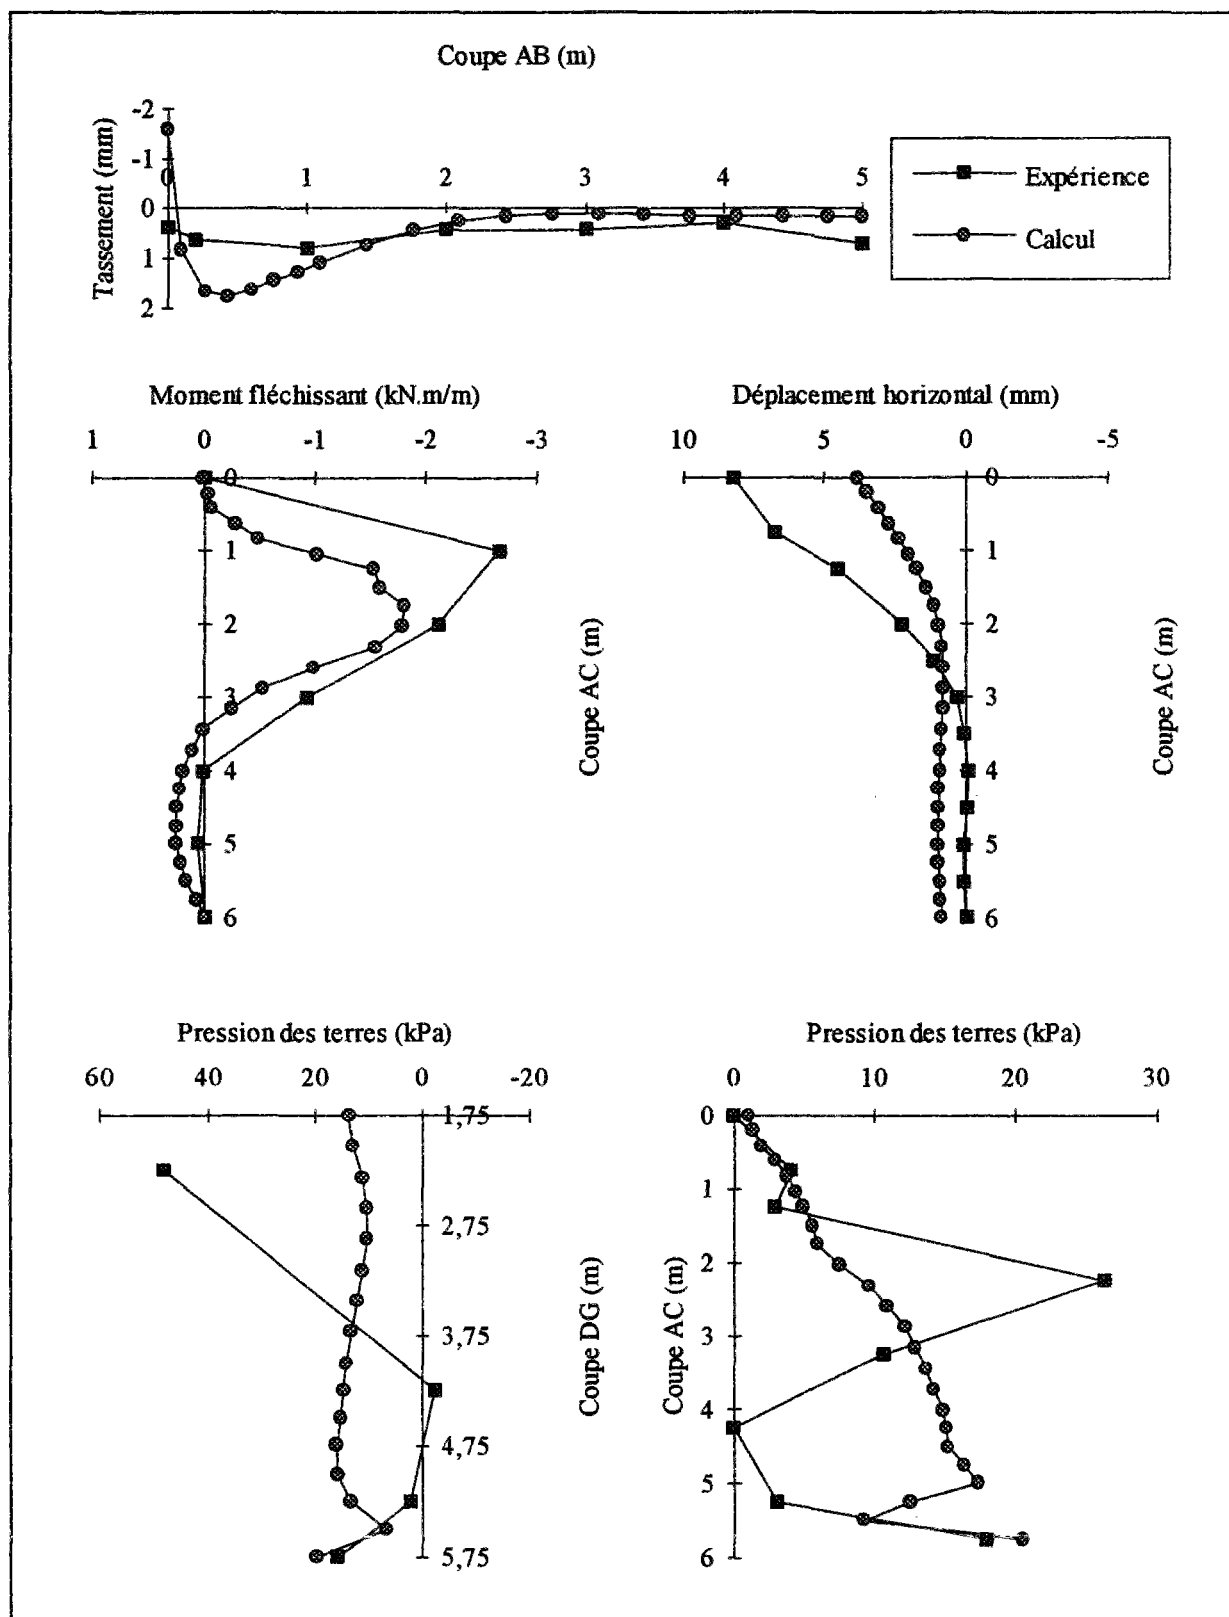 Coupe AB (m)
Tassement (mm)
-2
-1
0
1
2
0 1 2 3 4 5
Expérience
Calcul
Moment fléchissant (kN.m/m)
1 0 -1 -2 -3
0
1
2
3
4
5
6
Coupe AC (m)
Déplacement horizontal (mm)
10 5 0 -5
0
1
2
3
4
5
6
Coupe AC (m)
Pression des terres (kPa)
60 40 20 0 -20
1,75
2,75
3,75
4,75
5,75
Coupe DG (m)
Pression des terres (kPa)
0 10 20 30
0
1
2
3
4
5
6
Coupe AC (m)